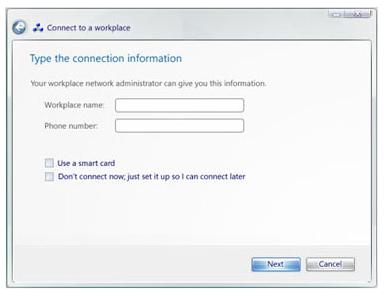 Connect to a workplace
Type the connection information
Your workplace network administrator can give you this information.
Workplace name:
Phone number:
Use a smart card
Don't connect now; just set it up so I can connect later
Next
Cancel